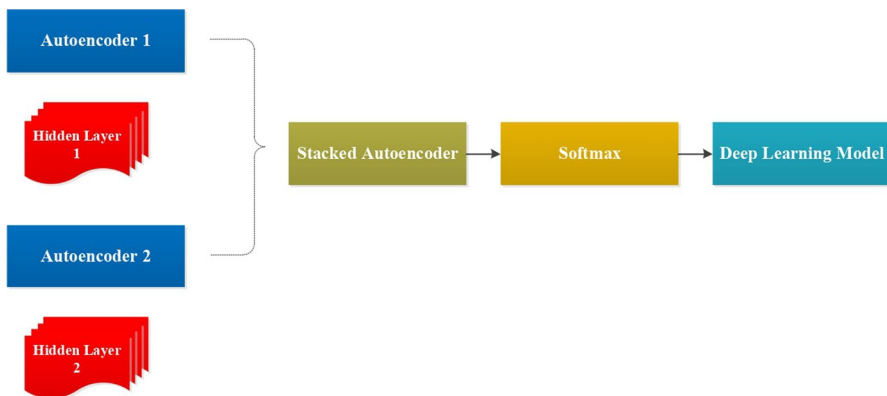 Autoencoder 1
Hidden Layer
1
Stacked Autoencoder
Softmax
Deep Learning Model
Autoencoder 2
Hidden Layer
2